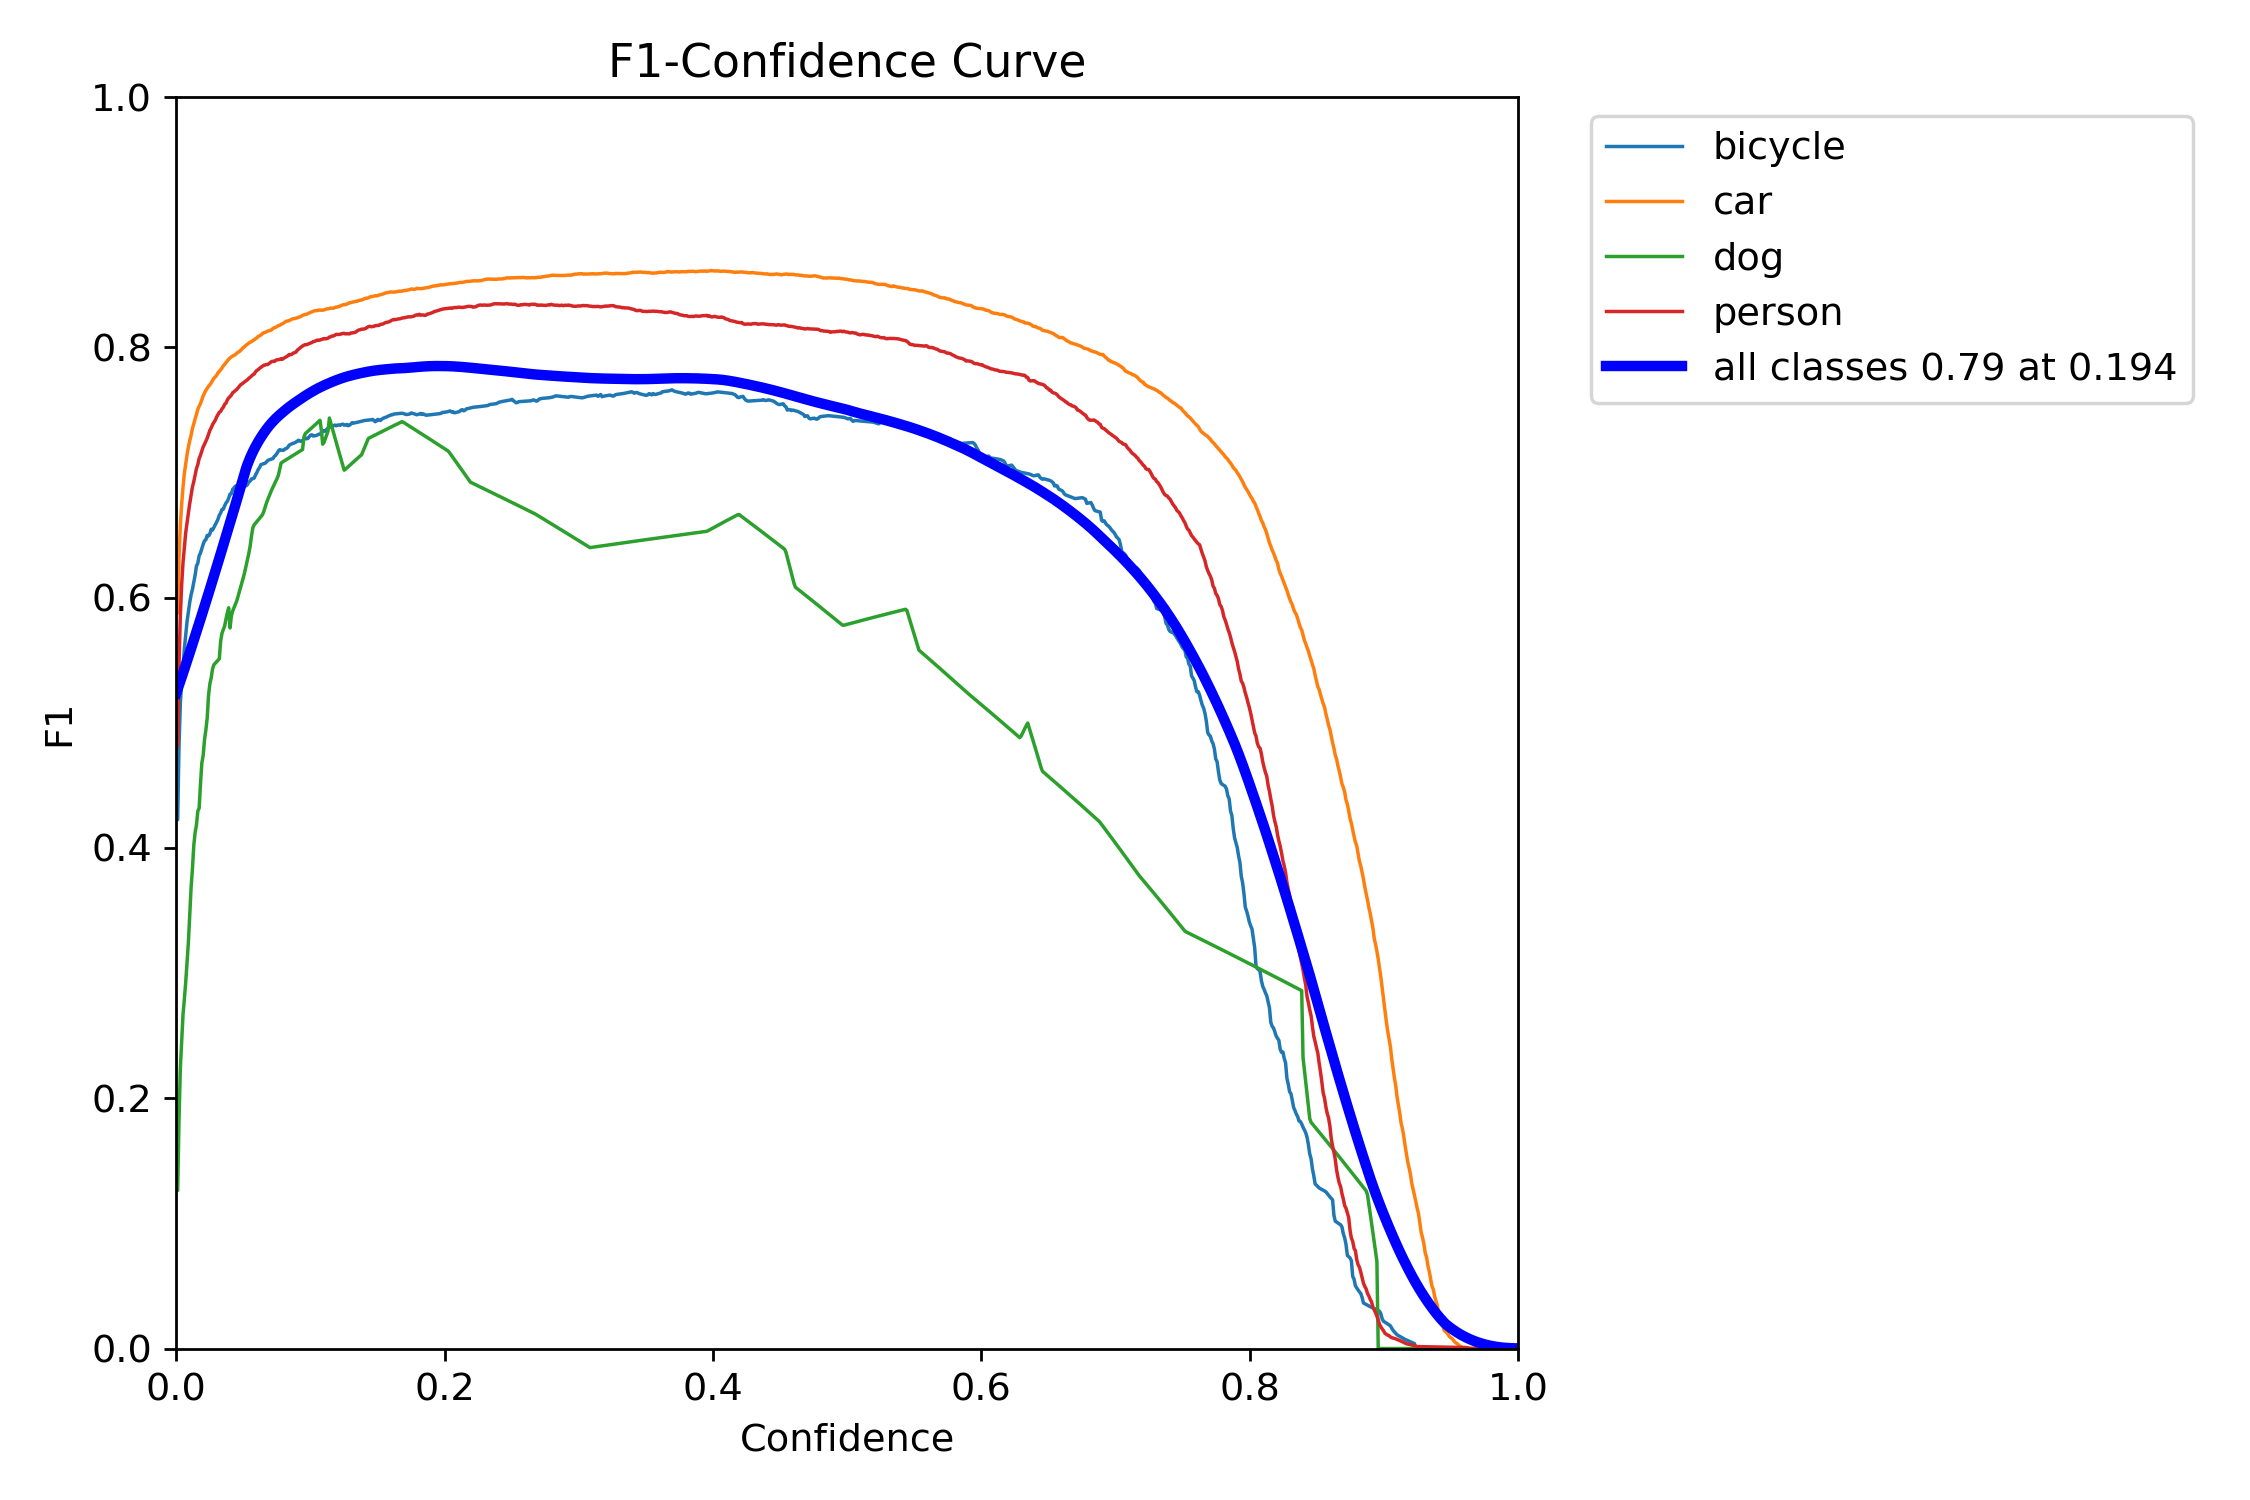 F1-Confidence Curve
1.0
0.8
0.6
0.4
0.2
0.0
F1
0.0 0.2 0.4 0.6 0.8 1.0
Confidence
bicycle
car
dog
person
all classes 0.79 at 0.194